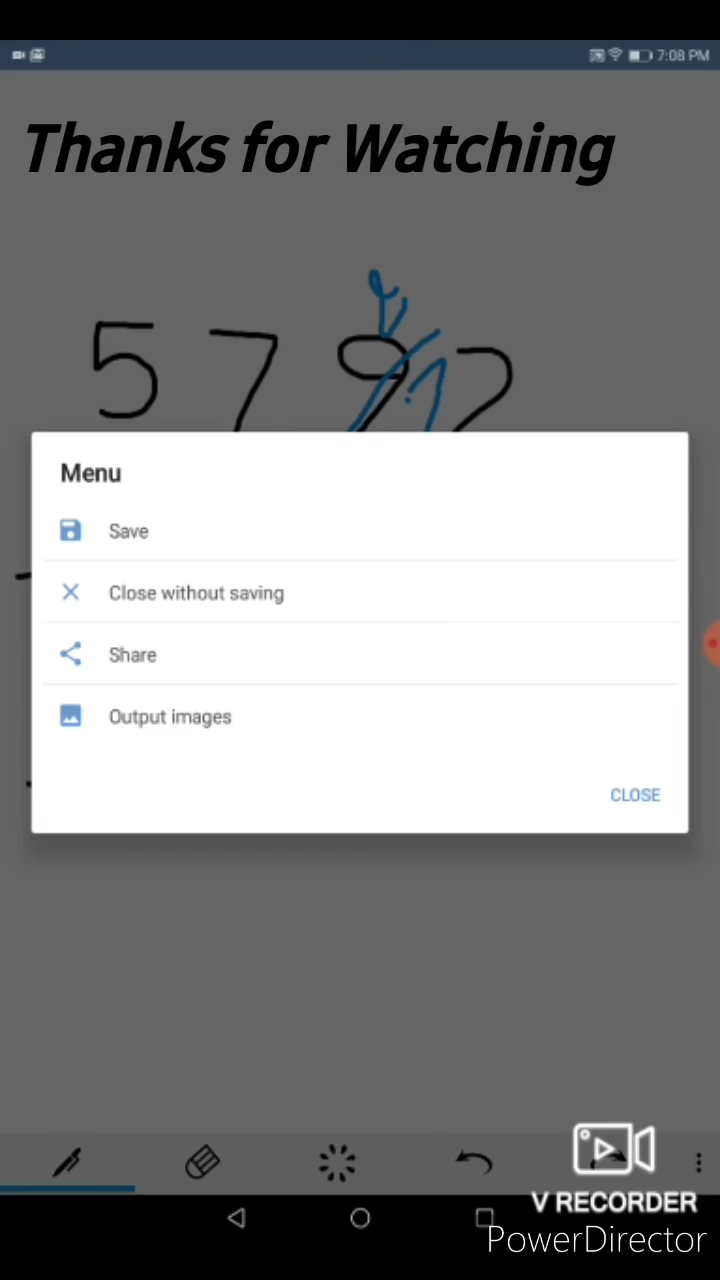 7:08 PM
Thanks for Watching
5 7 9 12
Menu
Save
Close without saving
Share
Output images
CLOSE
V RECORDER
PowerDirector